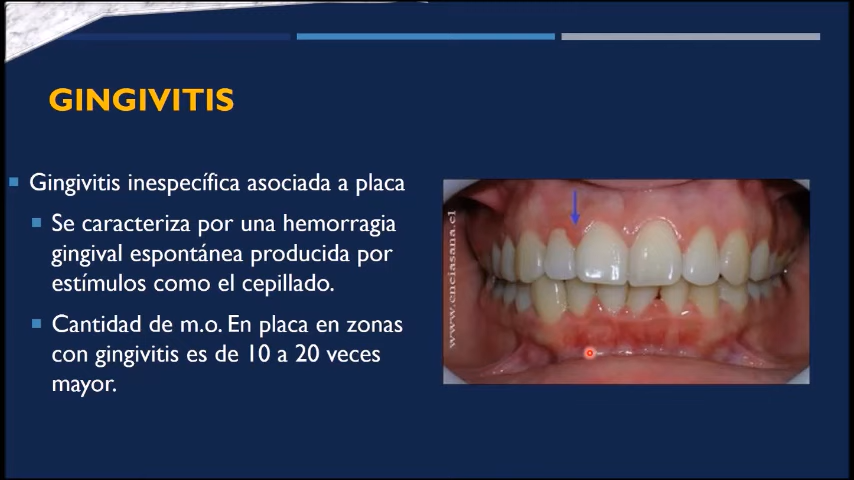 GINGIVITIS
Gingivitis inespecífica asociada a placa
Se caracteriza por una hemorragia
gingival espontánea producida por
estímulos como el cepillado.
Cantidad de m.o. En placa en zonas
con gingivitis es de 10 a 20 veces
mayor.
www.enciasana.cl